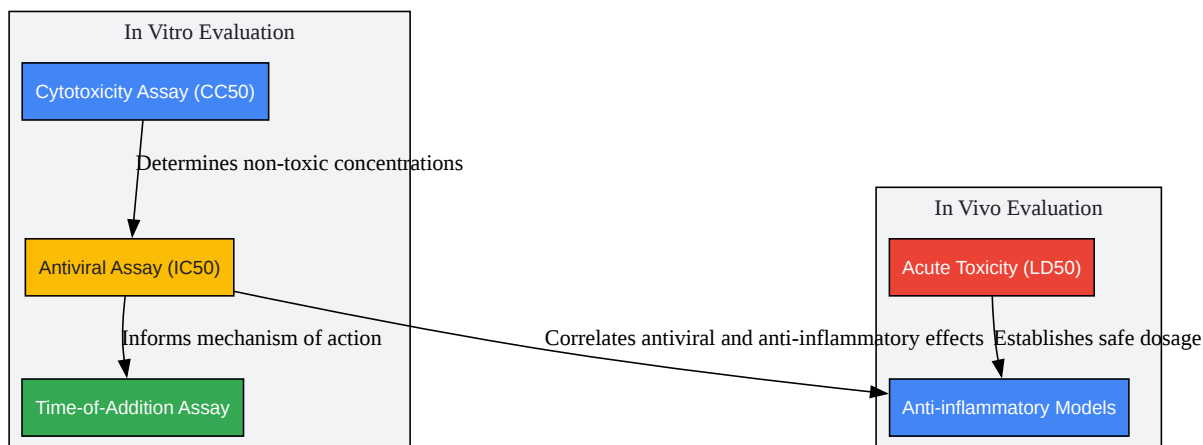 In Vitro Evaluation
Cytotoxicity Assay (CC50)
Determines non-toxic concentrations
In Vivo Evaluation
Antiviral Assay (IC50)
Acute Toxicity (LD50)
Informs mechanism of action
Correlates antiviral and anti-inflammatory effects
Establishes safe dosage
Time-of-Addition Assay
Anti-inflammatory Models